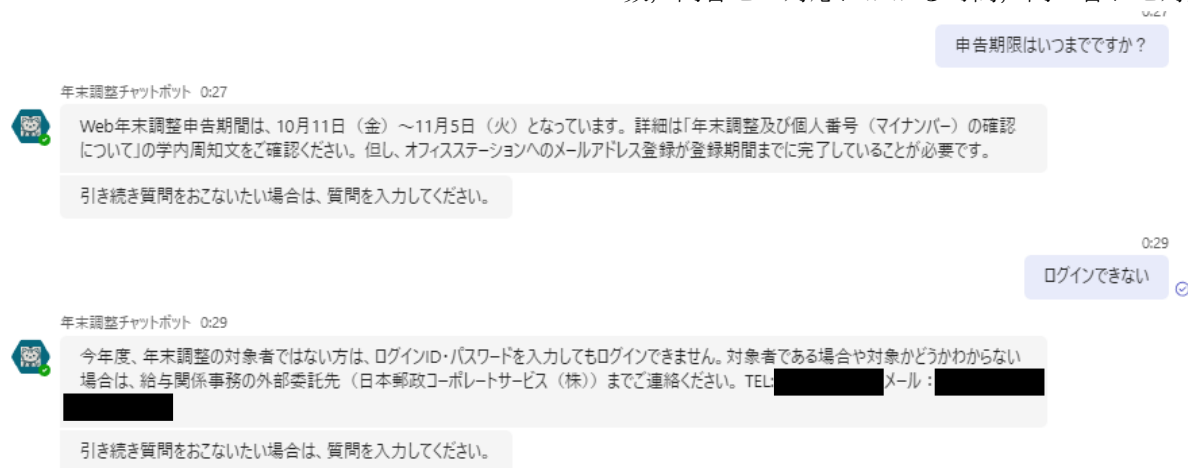 0:27
申告期限はいつまでですか？
年末調整チャットボット 0:27
Web年末調整申告期間は、10月11日（金）～11月5日（火）となっています。詳細は「年末調整及び個人番号（マイナンバー）の確認
について」の学内周知文をご確認ください。但し、オフィスステーションへのメールアドレス登録が登録期間までに完了していることが必要です。
引き続き質問をおこないたい場合は、質問を入力してください。
0:29
ログインできない
年末調整チャットボット 0:29
今年度、年末調整の対象者ではない方は、ログインID・パスワードを入力してもログインできません。対象者である場合や対象かどうかわからない
場合は、給与関係事務の外部委託先（日本郵政コーポレートサービス（株））までご連絡ください。TEL: メール：
引き続き質問をおこないたい場合は、質問を入力してください。